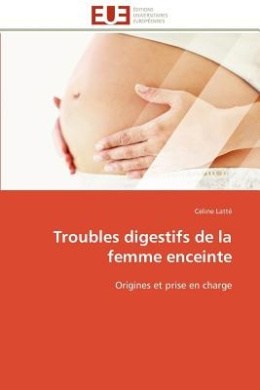 EUE
ÉDITIONS
UNIVERSITAIRES
EUROPÉENNES
Céline Latté
Troubles digestifs de la
femme enceinte
Origines et prise en charge